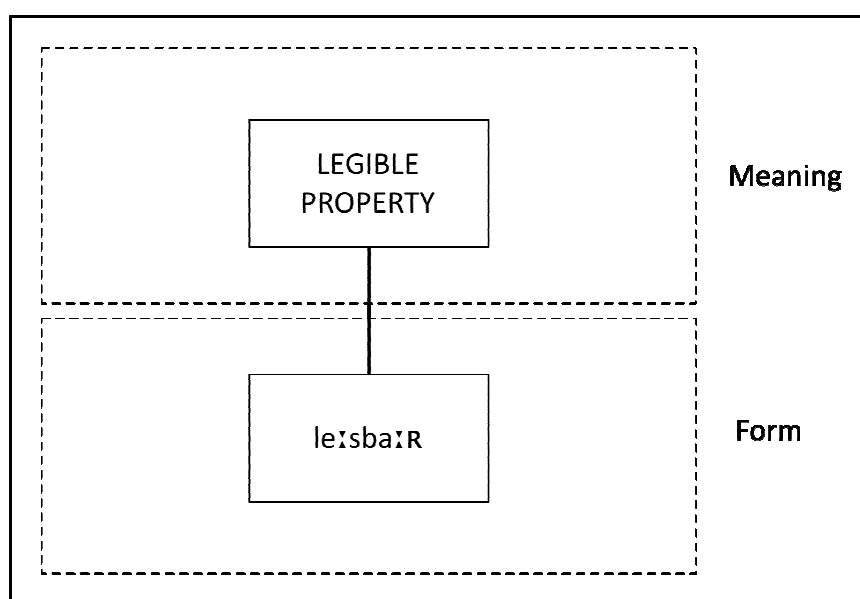 LEGIBLE
PROPERTY
Meaning
leːsbaːʀ
Form